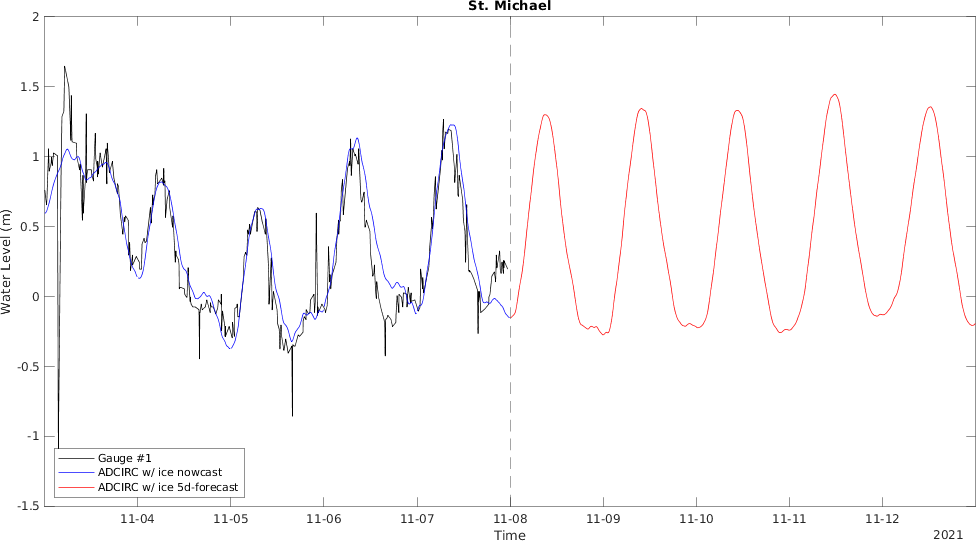 St. Michael
2
1.5
1
0.5
0
-0.5
-1
-1.5
Water Level (m)
Gauge #1
ADCIRC w/ ice nowcast
ADCIRC w/ ice 5d-forecast
11-04 11-05 11-06 11-07 11-08 11-09 11-10 11-11 11-12
Time
2021